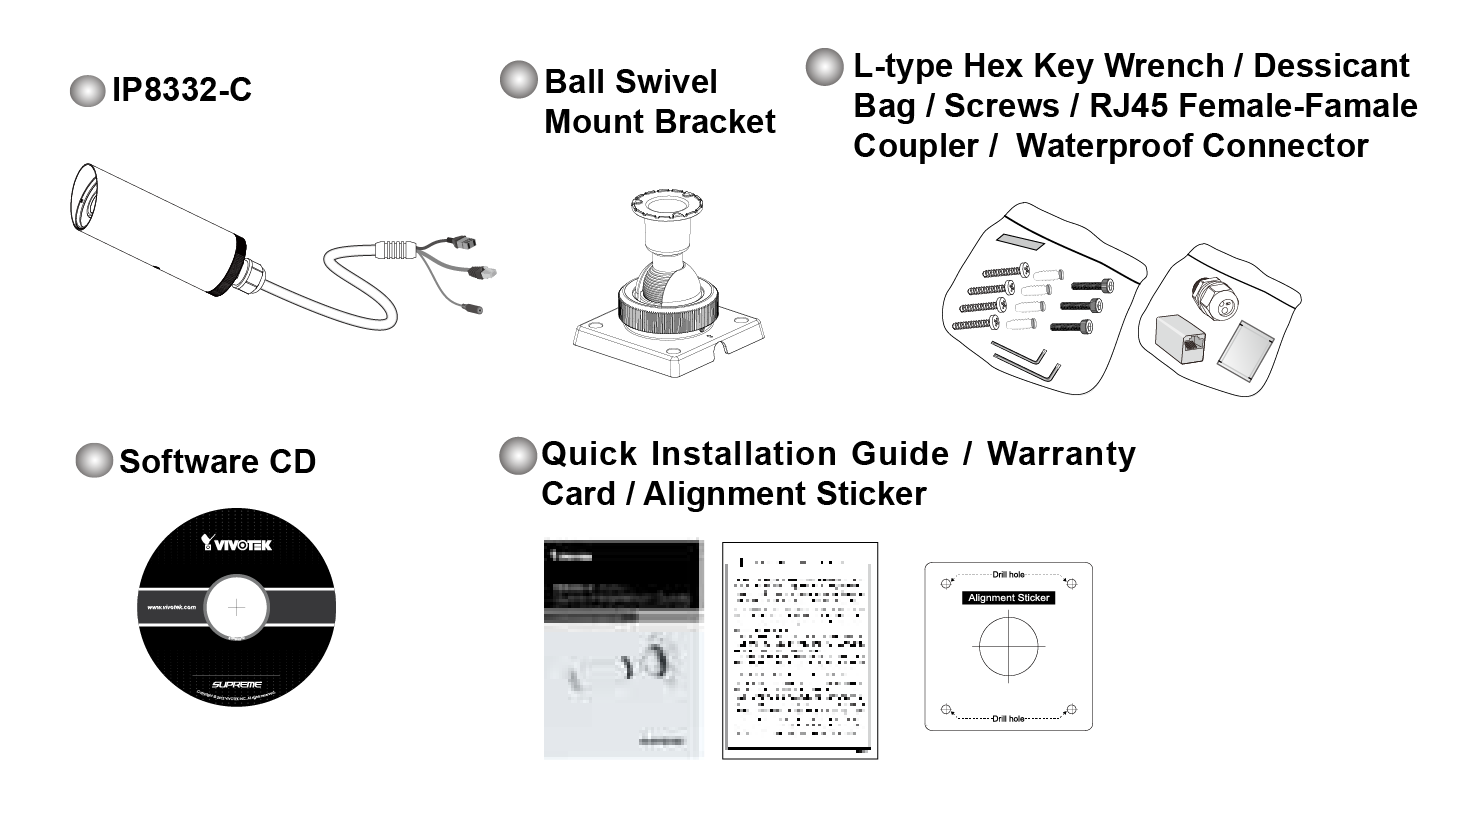 IP8332-C
Ball Swivel
Mount Bracket
L-type Hex Key Wrench / Dessicant
Bag / Screws / RJ45 Female-Famale
Coupler / Waterproof Connector
Software CD
VIVOTEK
www.vivotek.com
SUPREME
Quick Installation Guide / Warranty
Card / Alignment Sticker
VIVOTEK
Drill hole
Alignment Sticker
Drill hole